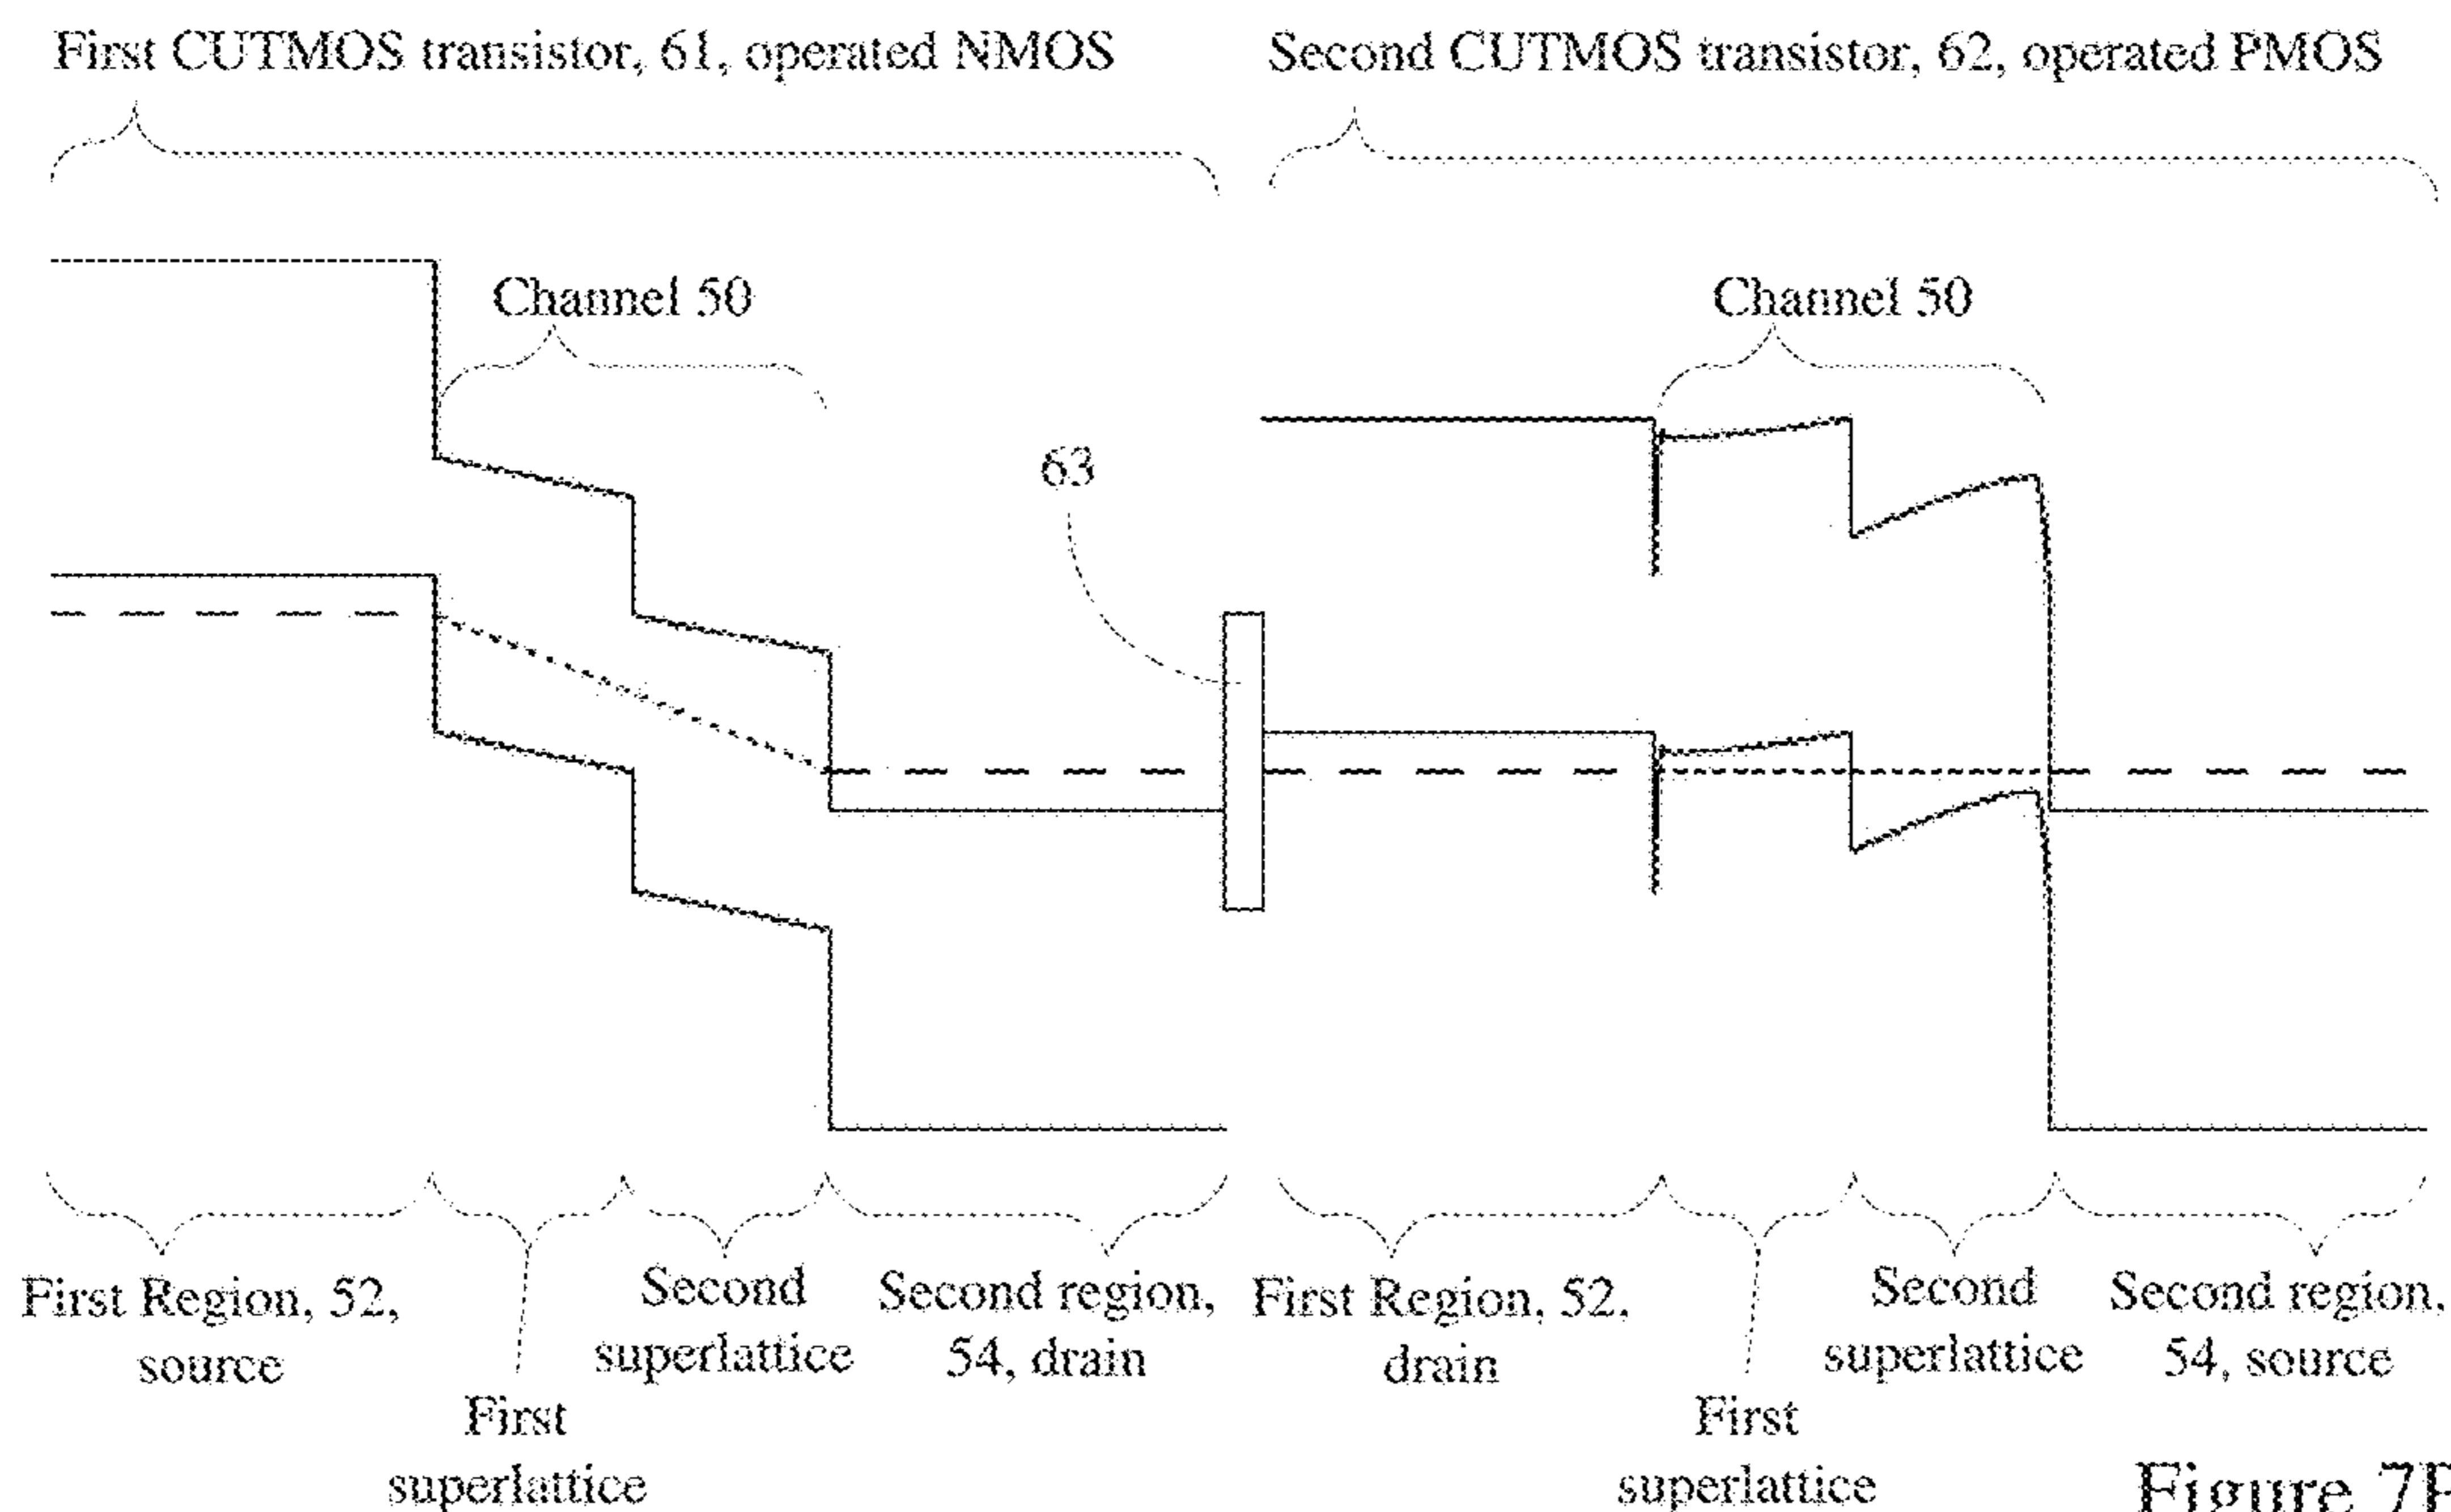 First CUTMOS transistor, 61, operated NMOS
Second CUTMOS transistor, 62, operated PMOS
Channel 50
Channel 50
63
First Region, 52,
source
First
superlattice
Second
superlattice
Second region,
54, drain
First Region, 52,
drain
First
superlattice
Second
superlattice
Second region,
54, source
Figure